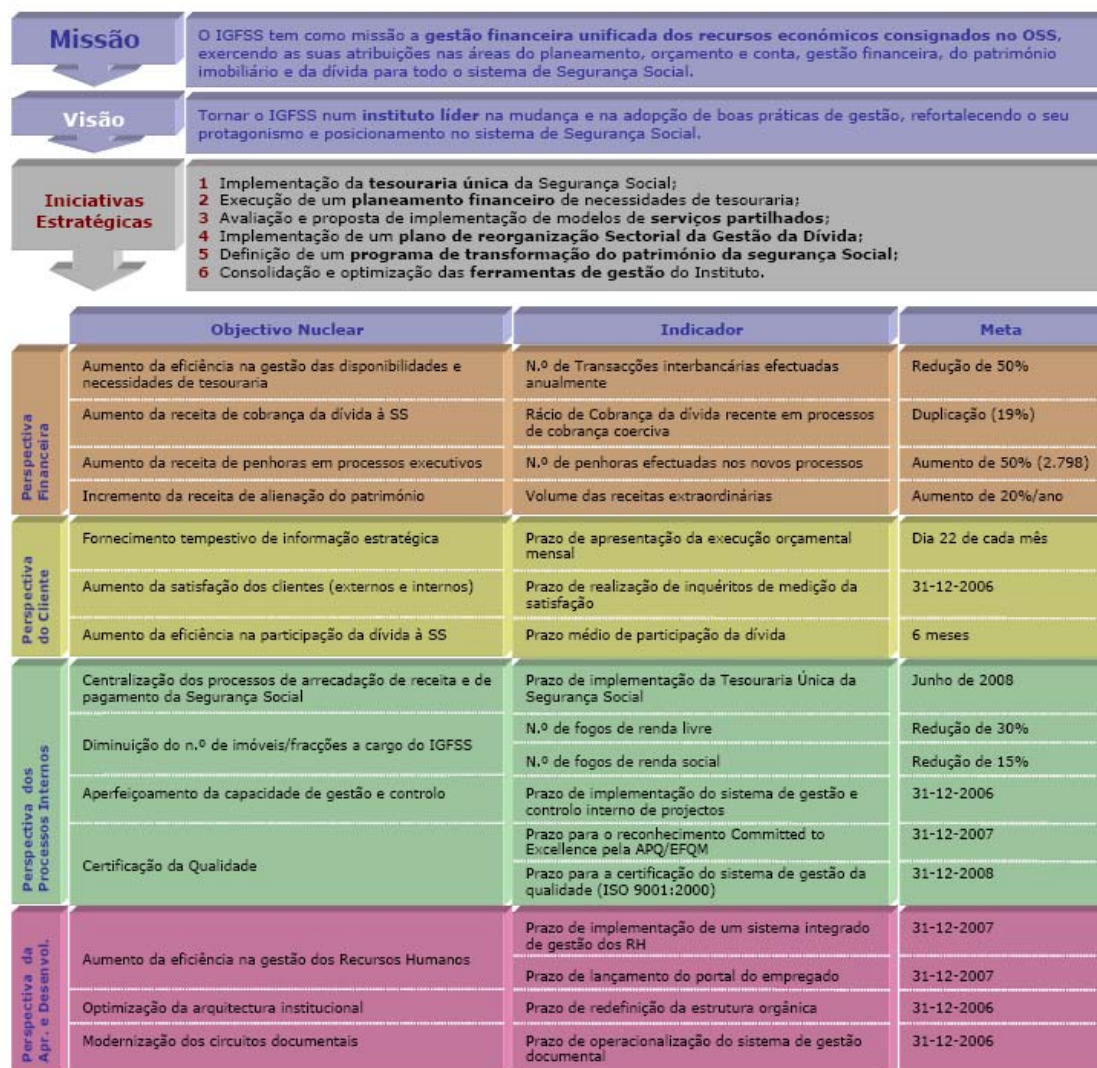 Missão
O IGFSS tem como missão a gestão financeira unificada dos recursos económicos consignados no OSS,
exercendo as suas atribuições nas áreas do planeamento, orçamento e conta, gestão financeira, do património
imobiliário e da dívida para todo o sistema de Segurança Social.
Visão
Tornar o IGFSS num instituto líder na mudança e na adopção de boas práticas de gestão, refortalecendo o seu
protagonismo e posicionamento no sistema de Segurança Social.
Iniciativas
Estratégicas
1 Implementação da tesouraria única da Segurança Social;
2 Execução de um planeamento financeiro de necessidades de tesouraria;
3 Avaliação e proposta de implementação de modelos de serviços partilhados;
4 Implementação de um plano de reorganização Sectorial da Gestão da Dívida;
5 Definição de um programa de transformação do património da segurança Social;
6 Consolidação e optimização das ferramentas de gestão do Instituto.
Objectivo Nuclear
Indicador
Meta
Perspectiva
Financeira
Aumento da eficiência na gestão das disponibilidades e
necessidades de tesouraria
N.º de Transacções interbancárias efectuadas
anualmente
Redução de 50%
Aumento da receita de cobrança da dívida à SS
Rácio de Cobrança da dívida recente em processos
de cobrança coerciva
Duplicação (19%)
Aumento da receita de penhoras em processos executivos
N.º de penhoras efectuadas nos novos processos
Aumento de 50% (2.798)
Incremento da receita de alienação do património
Volume das receitas extraordinárias
Aumento de 20%/ano
Perspectiva
do Cliente
Fornecimento tempestivo de informação estratégica
Prazo de apresentação da execução orçamental
mensal
Dia 22 de cada mês
Aumento da satisfação dos clientes (externos e internos)
Prazo de realização de inquéritos de medição da
satisfação
31-12-2006
Aumento da eficiência na participação da dívida à SS
Prazo médio de participação da dívida
6 meses
Perspectiva dos
Processos Internos
Centralização dos processos de arrecadação de receita e de
pagamento da Segurança Social
Prazo de implementação da Tesouraria Única da
Segurança Social
Junho de 2008
Diminuição do n.º de imóveis/fracções a cargo do IGFSS
N.º de fogos de renda livre
Redução de 30%
N.º de fogos de renda social
Redução de 15%
Aperfeiçoamento da capacidade de gestão e controlo
Prazo de implementação do sistema de gestão e
controlo interno de projectos
31-12-2006
Certificação da Qualidade
Prazo para o reconhecimento Committed to
Excellence pela APQ/EFQM
31-12-2007
Prazo para a certificação do sistema de gestão da
qualidade (ISO 9001:2000)
31-12-2008
Perspectiva da
Apr. e Desenvol.
Aumento da eficiência na gestão dos Recursos Humanos
Prazo de implementação de um sistema integrado
de gestão dos RH
31-12-2007
Prazo de lançamento do portal do empregado
31-12-2007
Optimização da arquitectura institucional
Prazo de redefinição da estrutura orgânica
31-12-2006
Modernização dos circuitos documentais
Prazo de operacionalização do sistema de gestão
documental
31-12-2006